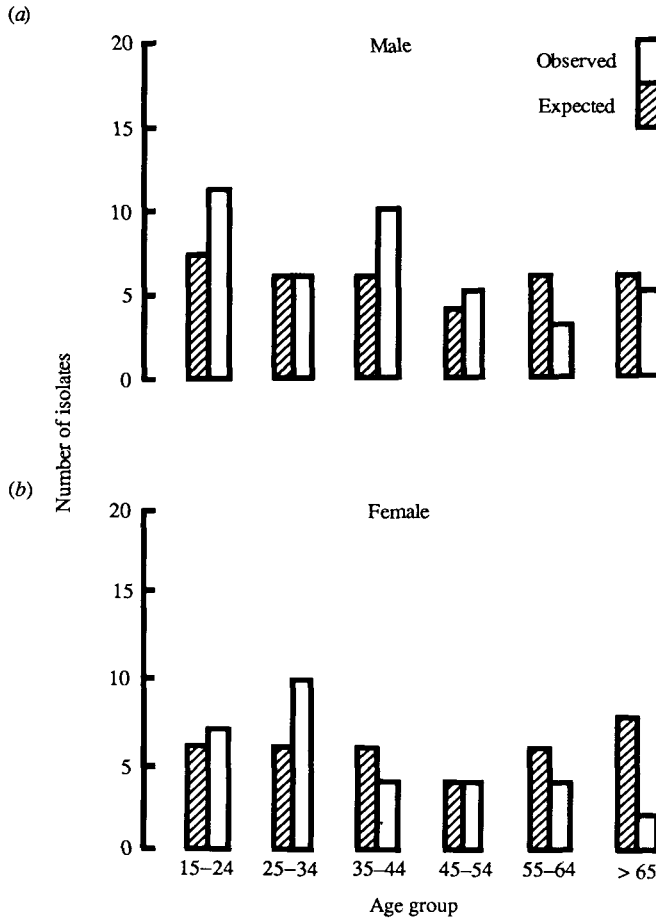 (a)
Male
Observed
Expected
20
15
10
5
0
Number of isolates
(b)
Female
20
15
10
5
0
15–24 25–34 35–44 45–54 55–64 > 65
Age group